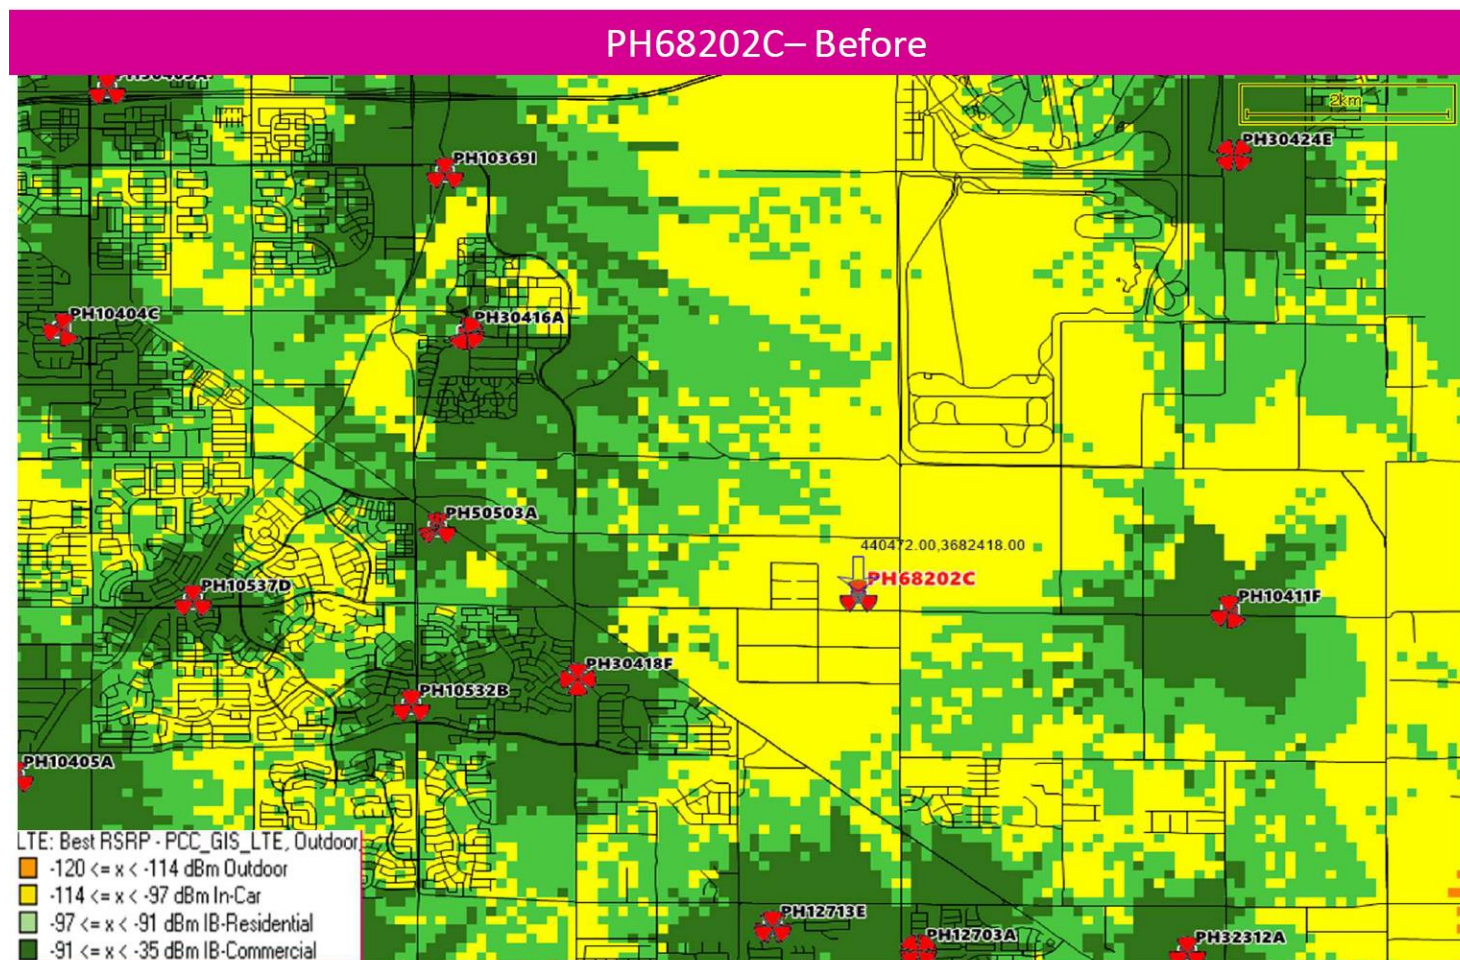 PH68202C– Before
2km
PH30424E
PH10369I
PH10404C
PH30416A
PH50503A
440472.00,3682418.00
PH68202C
PH10537D
PH10411F
PH30418F
PH10532B
PH10405A
LTE: Best RSRP - PCC_GIS_LTE, Outdoor
-120 <= x < -114 dBm Outdoor
-114 <= x < -97 dBm In-Car
-97 <= x < -91 dBm IB-Residential
-91 <= x < -35 dBm IB-Commercial
PH12713E
PH12703A
PH32312A